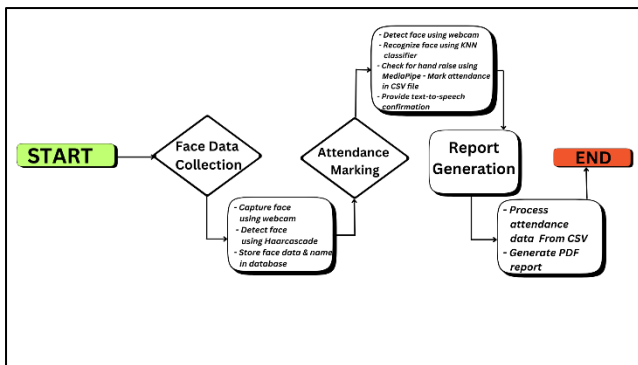 START
Face Data
Collection
- Capture face
using webcam
- Detect face
using Haarcascade
- Store face data & name
in database
Attendance
Marking
- Detect face using webcam
- Recognize face using KNN
classifier
- Check for hand raise using
MediaPipe - Mark attendance
in CSV file
- Provide text-to-speech
confirmation
Report
Generation
- Process
attendance
data From CSV
- Generate PDF
report
END